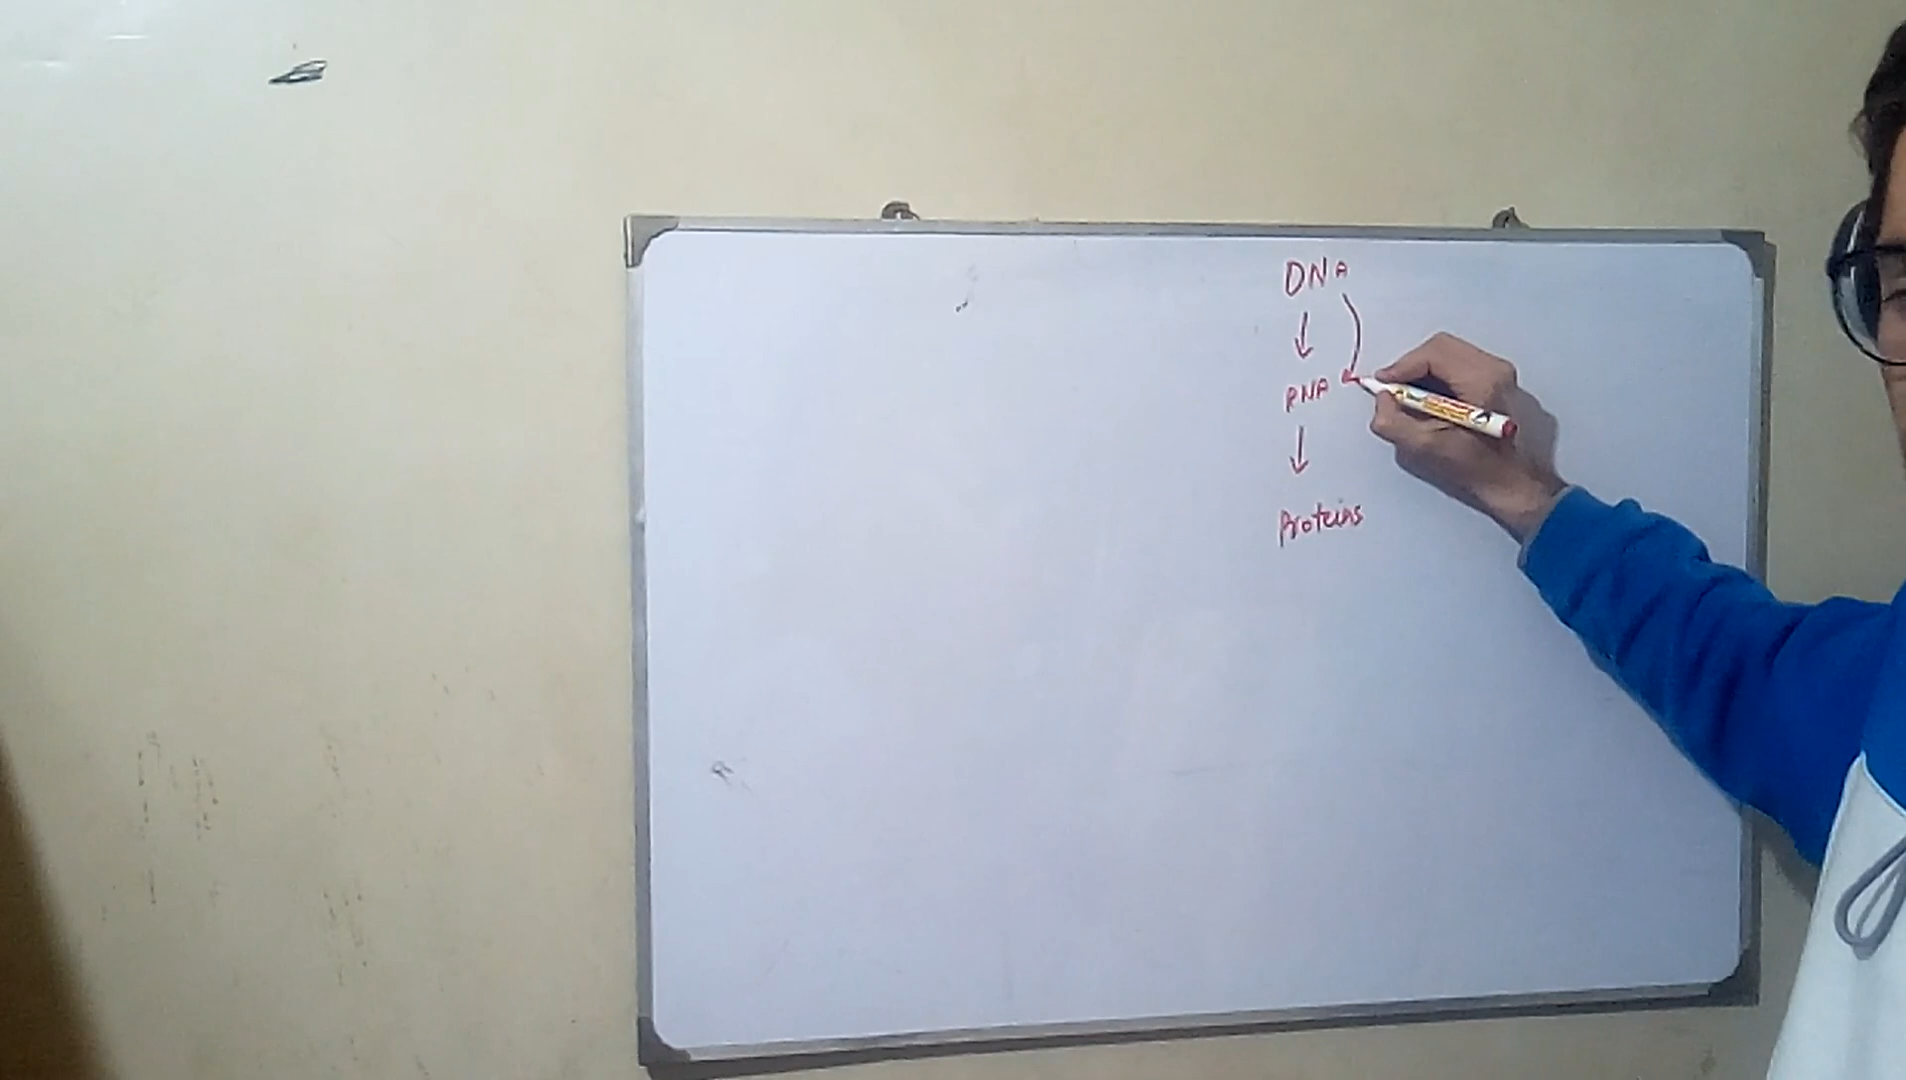 DNA
↓
RNA
↓
Proteins